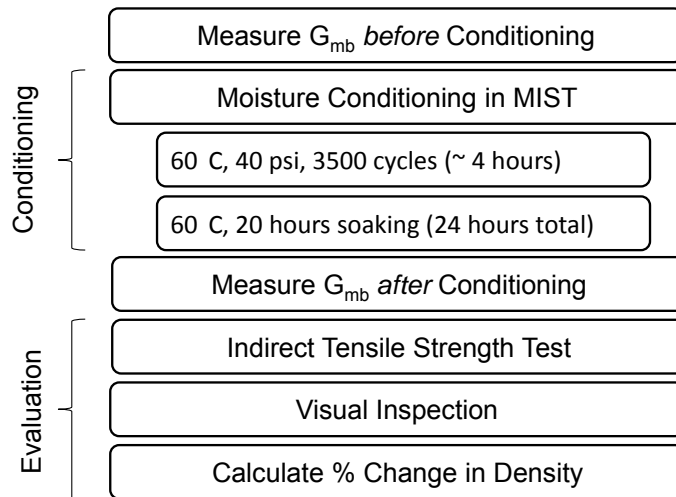 Measure Gmb before Conditioning
Conditioning
Moisture Conditioning in MIST
60 C, 40 psi, 3500 cycles (~ 4 hours)
60 C, 20 hours soaking (24 hours total)
Measure Gmb after Conditioning
Evaluation
Indirect Tensile Strength Test
Visual Inspection
Calculate % Change in Density